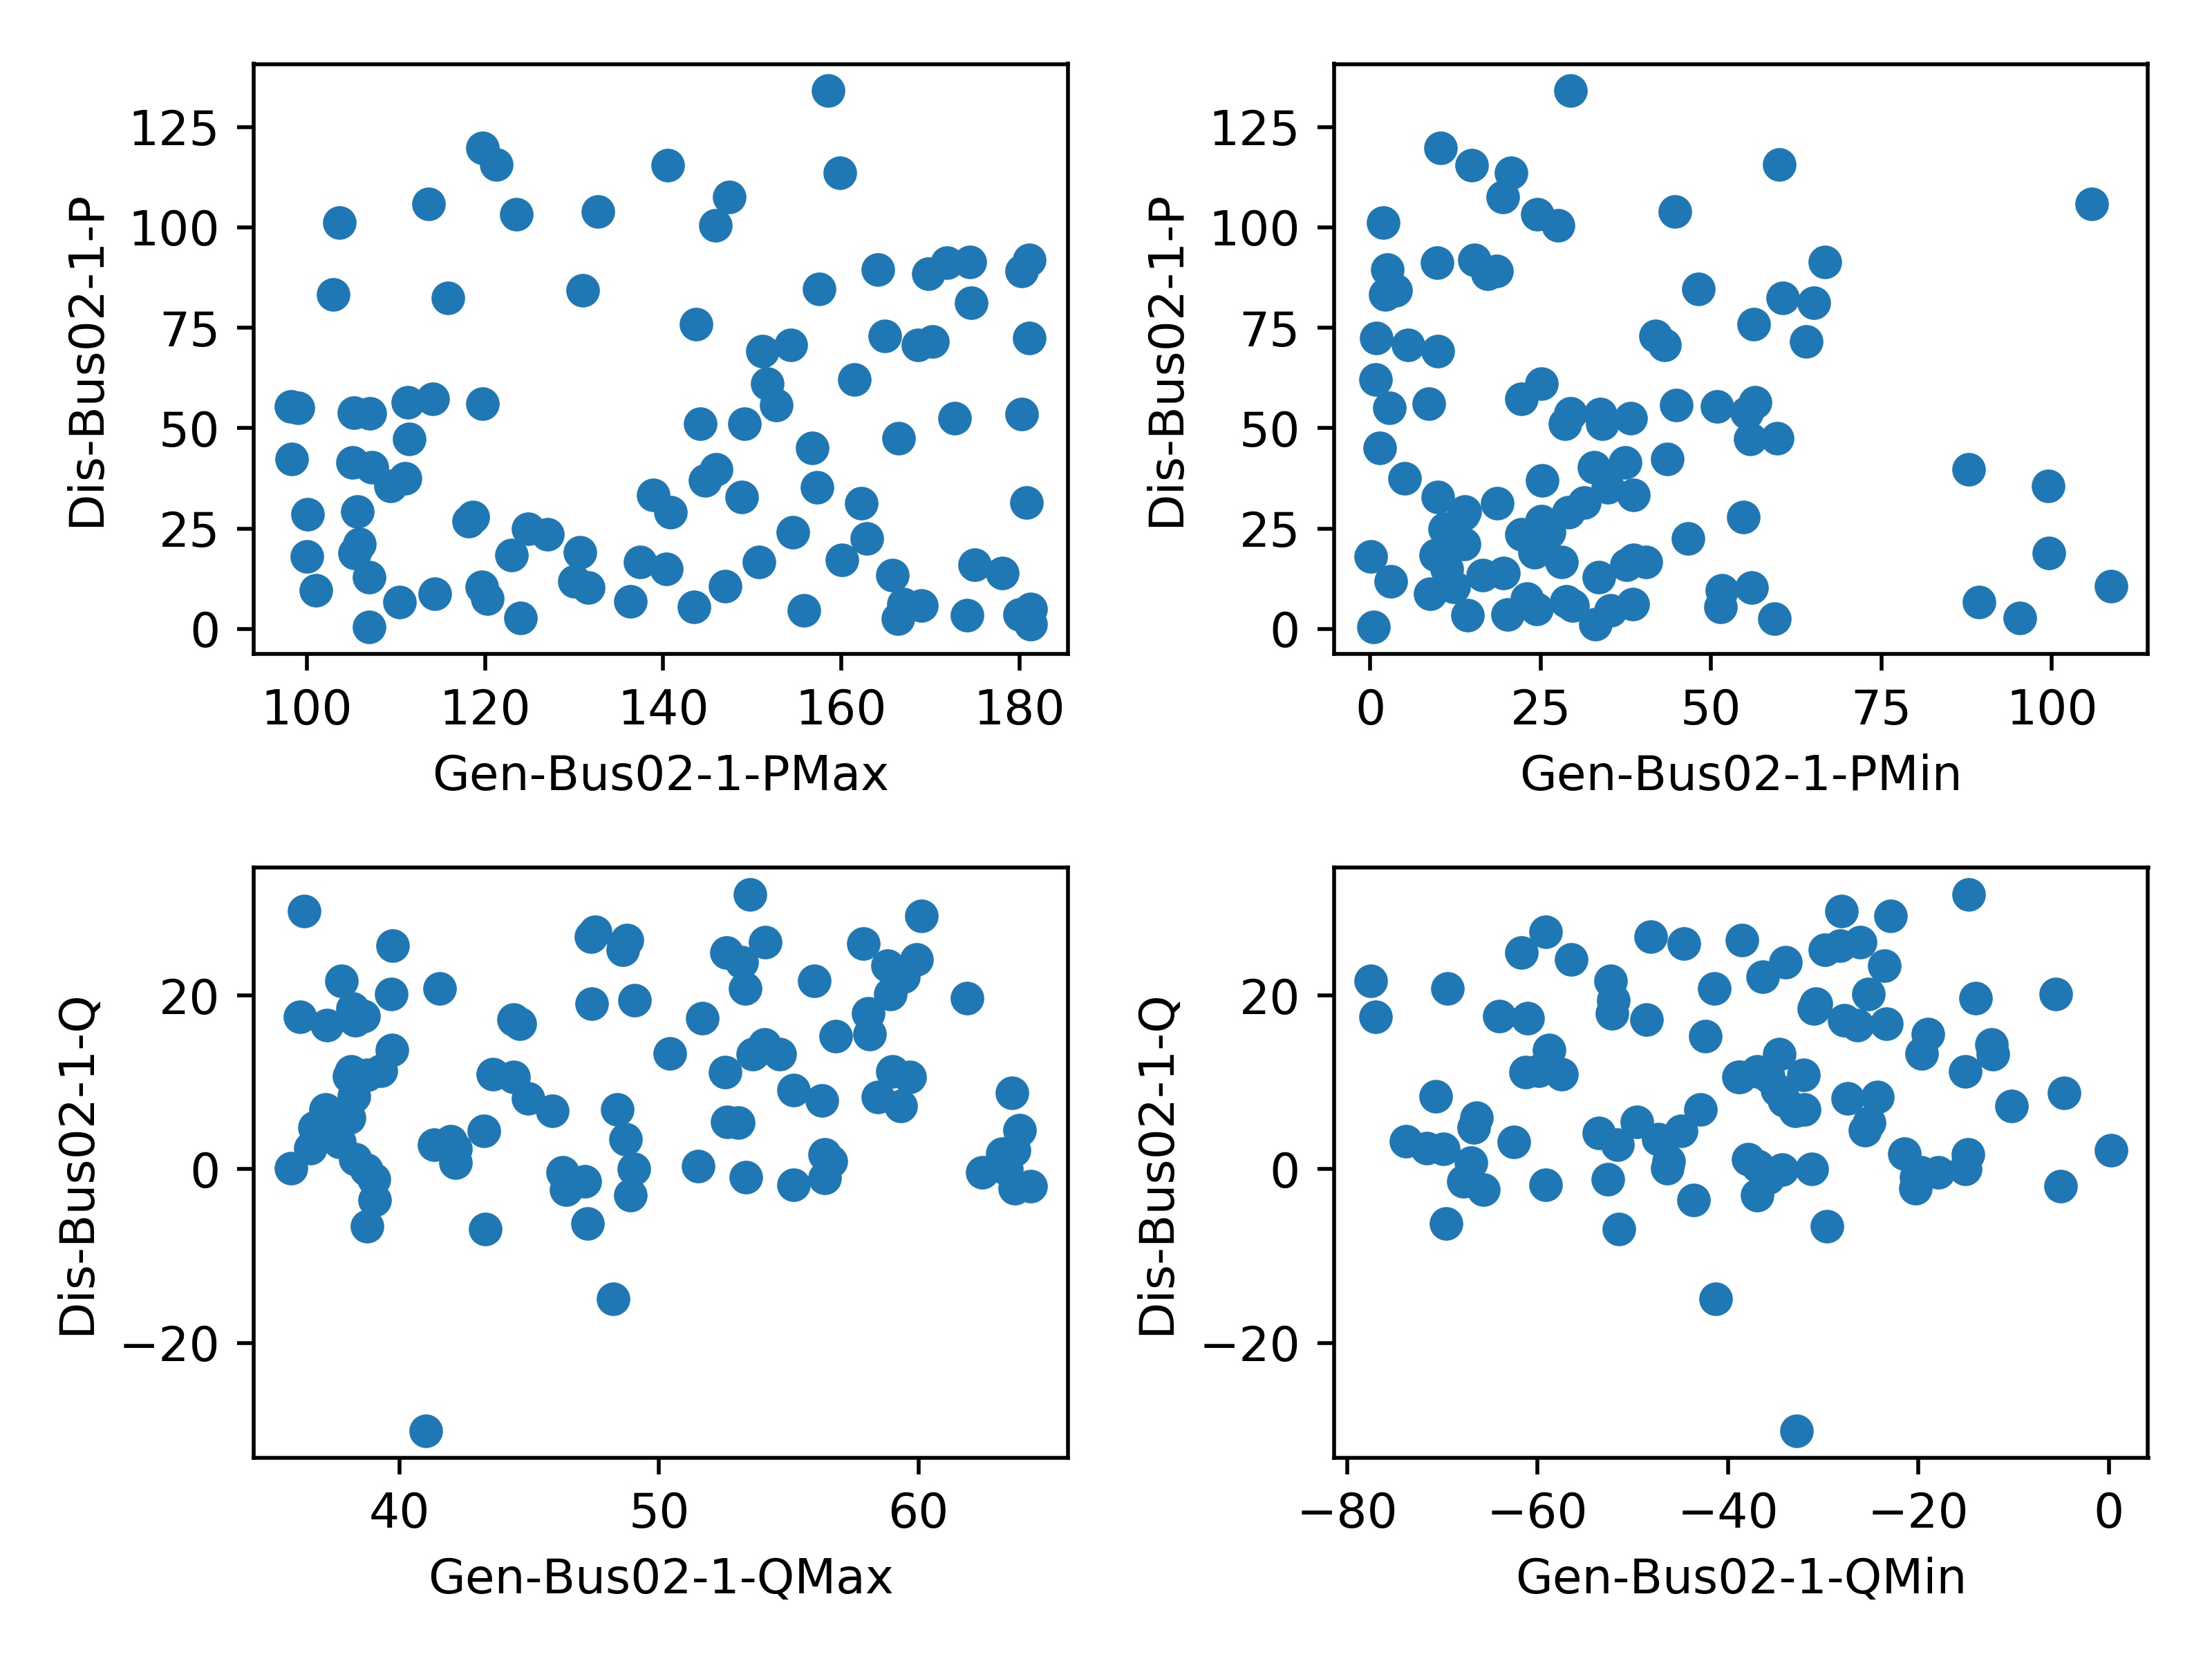 Dis-Bus02-1-P
125
100
75
50
25
0
100 120 140 160 180
Gen-Bus02-1-PMax
Dis-Bus02-1-P
125
100
75
50
25
0
0 25 50 75 100
Gen-Bus02-1-PMin
Dis-Bus02-1-Q
20
0
−20
40 50 60
Gen-Bus02-1-QMax
Dis-Bus02-1-Q
20
0
−20
−80 −60 −40 −20 0
Gen-Bus02-1-QMin